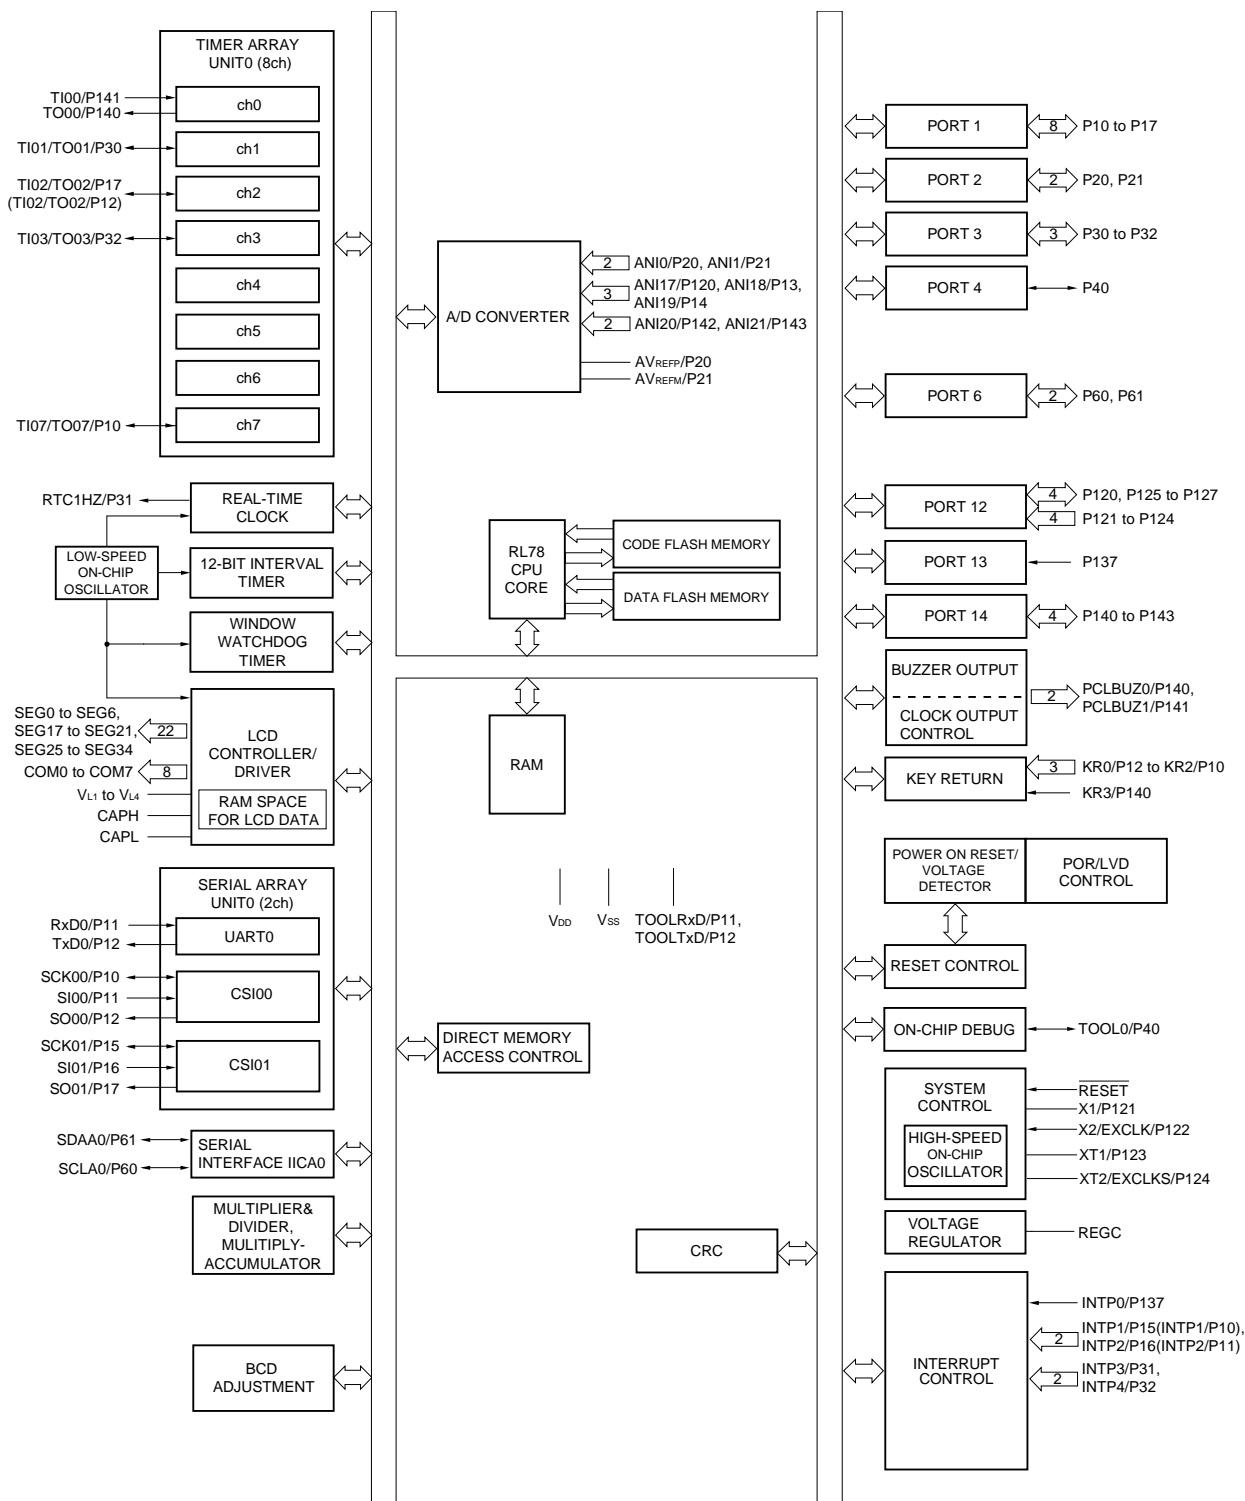 TIMER ARRAY
UNIT0 (8ch)
TI00/P141
TO00/P140
ch0
TI01/TO01/P30
ch1
TI02/TO02/P17
(TI02/TO02/P12)
ch2
TI03/TO03/P32
ch3
ch4
ch5
ch6
TI07/TO07/P10
ch7
RTC1HZ/P31
REAL-TIME
CLOCK
LOW-SPEED
ON-CHIP
OSCILLATOR
12-BIT INTERVAL
TIMER
WINDOW
WATCHDOG
TIMER
SEG0 to SEG6,
SEG17 to SEG21,
SEG25 to SEG34
22
COM0 to COM7
8
VL1 to VL4
CAPH
CAPL
LCD
CONTROLLER/
DRIVER
RAM SPACE
FOR LCD DATA
SERIAL ARRAY
UNIT0 (2ch)
RxD0/P11
TxD0/P12
UART0
SCK00/P10
SI00/P11
SO00/P12
CSI00
SCK01/P15
SI01/P16
SO01/P17
CSI01
SDAA0/P61
SCLA0/P60
SERIAL
INTERFACE IICA0
MULTIPLIER&
DIVIDER,
MULITIPLY-
ACCUMULATOR
BCD
ADJUSTMENT
A/D CONVERTER
2
ANI0/P20, ANI1/P21
3
ANI17/P120, ANI18/P13,
ANI19/P14
2
ANI20/P142, ANI21/P143
AVREFP/P20
AVREFM/P21
RL78
CPU
CORE
CODE FLASH MEMORY
DATA FLASH MEMORY
RAM
VDD
VSS
TOOLRxD/P11,
TOOLTxD/P12
DIRECT MEMORY
ACCESS CONTROL
CRC
PORT 1
8
P10 to P17
PORT 2
2
P20, P21
PORT 3
3
P30 to P32
PORT 4
P40
PORT 6
2
P60, P61
PORT 12
4
P120, P125 to P127
4
P121 to P124
PORT 13
P137
PORT 14
4
P140 to P143
BUZZER OUTPUT
CLOCK OUTPUT
CONTROL
2
PCLBUZ0/P140,
PCLBUZ1/P141
KEY RETURN
3
KR0/P12 to KR2/P10
KR3/P140
POWER ON RESET/
VOLTAGE
DETECTOR
POR/LVD
CONTROL
RESET CONTROL
ON-CHIP DEBUG
TOOL0/P40
SYSTEM
CONTROL
HIGH-SPEED
ON-CHIP
OSCILLATOR
RESET
X1/P121
X2/EXCLK/P122
XT1/P123
XT2/EXCLKS/P124
VOLTAGE
REGULATOR
REGC
INTERRUPT
CONTROL
INTP0/P137
2
INTP1/P15(INTP1/P10),
INTP2/P16(INTP2/P11)
2
INTP3/P31,
INTP4/P32